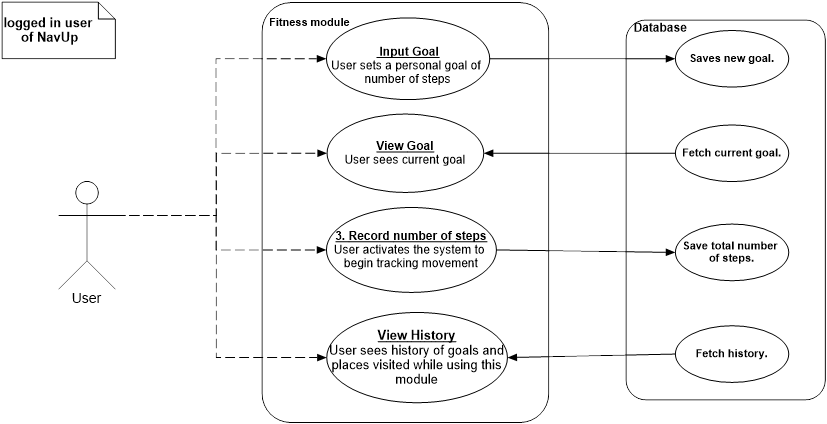 logged in user
of NavUp
User
Fitness module
Input Goal
User sets a personal goal of
number of steps
View Goal
User sees current goal
3. Record number of steps
User activates the system to
begin tracking movement
View History
User sees history of goals and
places visited while using this
module
Database
Saves new goal.
Fetch current goal.
Save total number
of steps.
Fetch history.